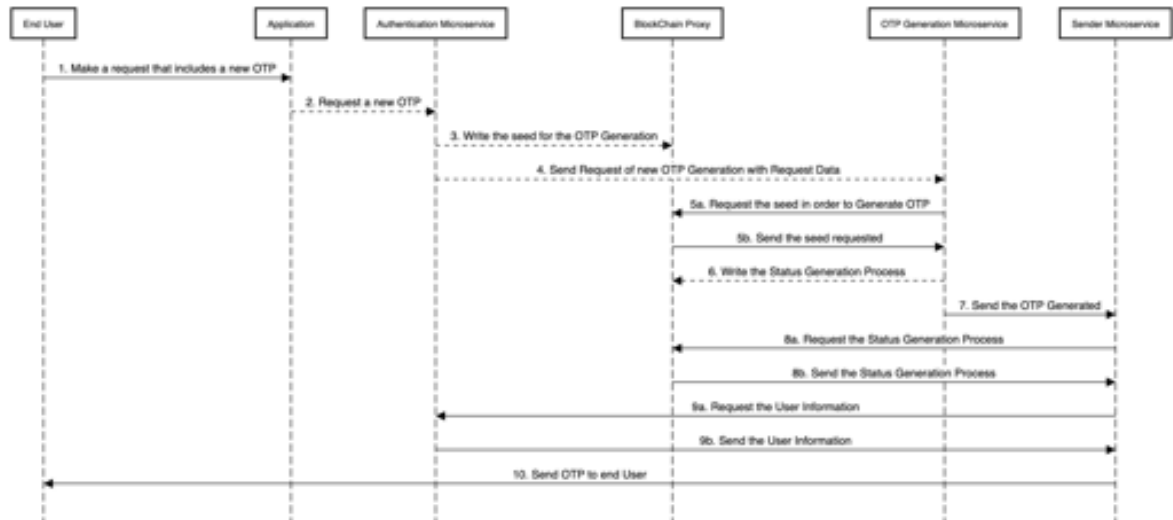 End User
Application
Authentication Microservice
BlockChain Proxy
OTP Generation Microservice
Sender Microservice
1. Make a request that includes a new OTP
2. Request a new OTP
3. Write the seed for the OTP Generation
4. Send Request of new OTP Generation with Request Data
5a. Request the seed in order to Generate OTP
5b. Send the seed requested
6. Write the Status Generation Process
7. Send the OTP Generated
8a. Request the Status Generation Process
8b. Send the Status Generation Process
9a. Request the User Information
9b. Send the User Information
10. Send OTP to end User